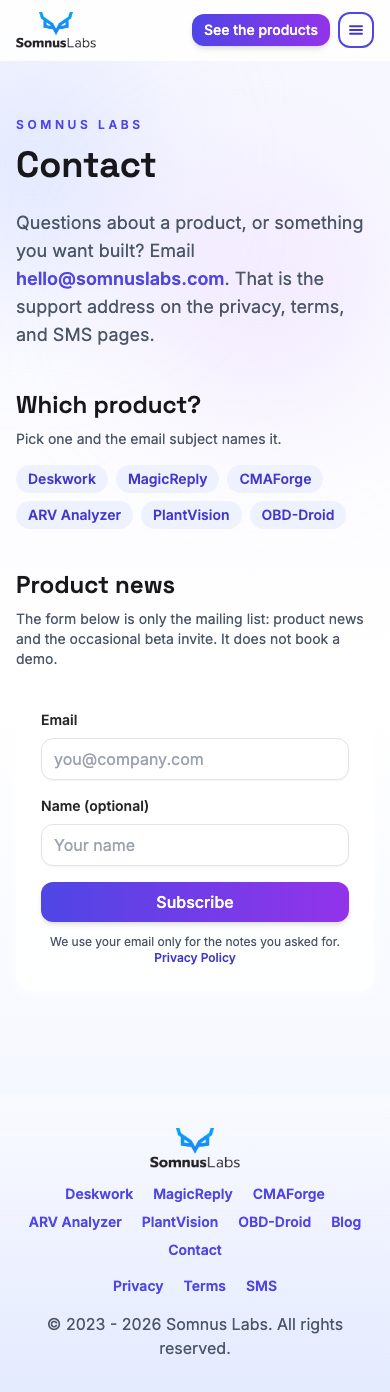 SomnusLabs
See the products
SOMNUS LABS
Contact
Questions about a product, or something
you want built? Email
hello@somnuslabs.com. That is the
support address on the privacy, terms,
and SMS pages.
Which product?
Pick one and the email subject names it.
Deskwork MagicReply CMAForge
ARV Analyzer PlantVision OBD-Droid
Product news
The form below is only the mailing list: product news
and the occasional beta invite. It does not book a
demo.
Email
you@company.com
Name (optional)
Your name
Subscribe
We use your email only for the notes you asked for.
Privacy Policy
SomnusLabs
Deskwork MagicReply CMAForge
ARV Analyzer PlantVision OBD-Droid Blog
Contact
Privacy Terms SMS
© 2023 - 2026 Somnus Labs. All rights
reserved.